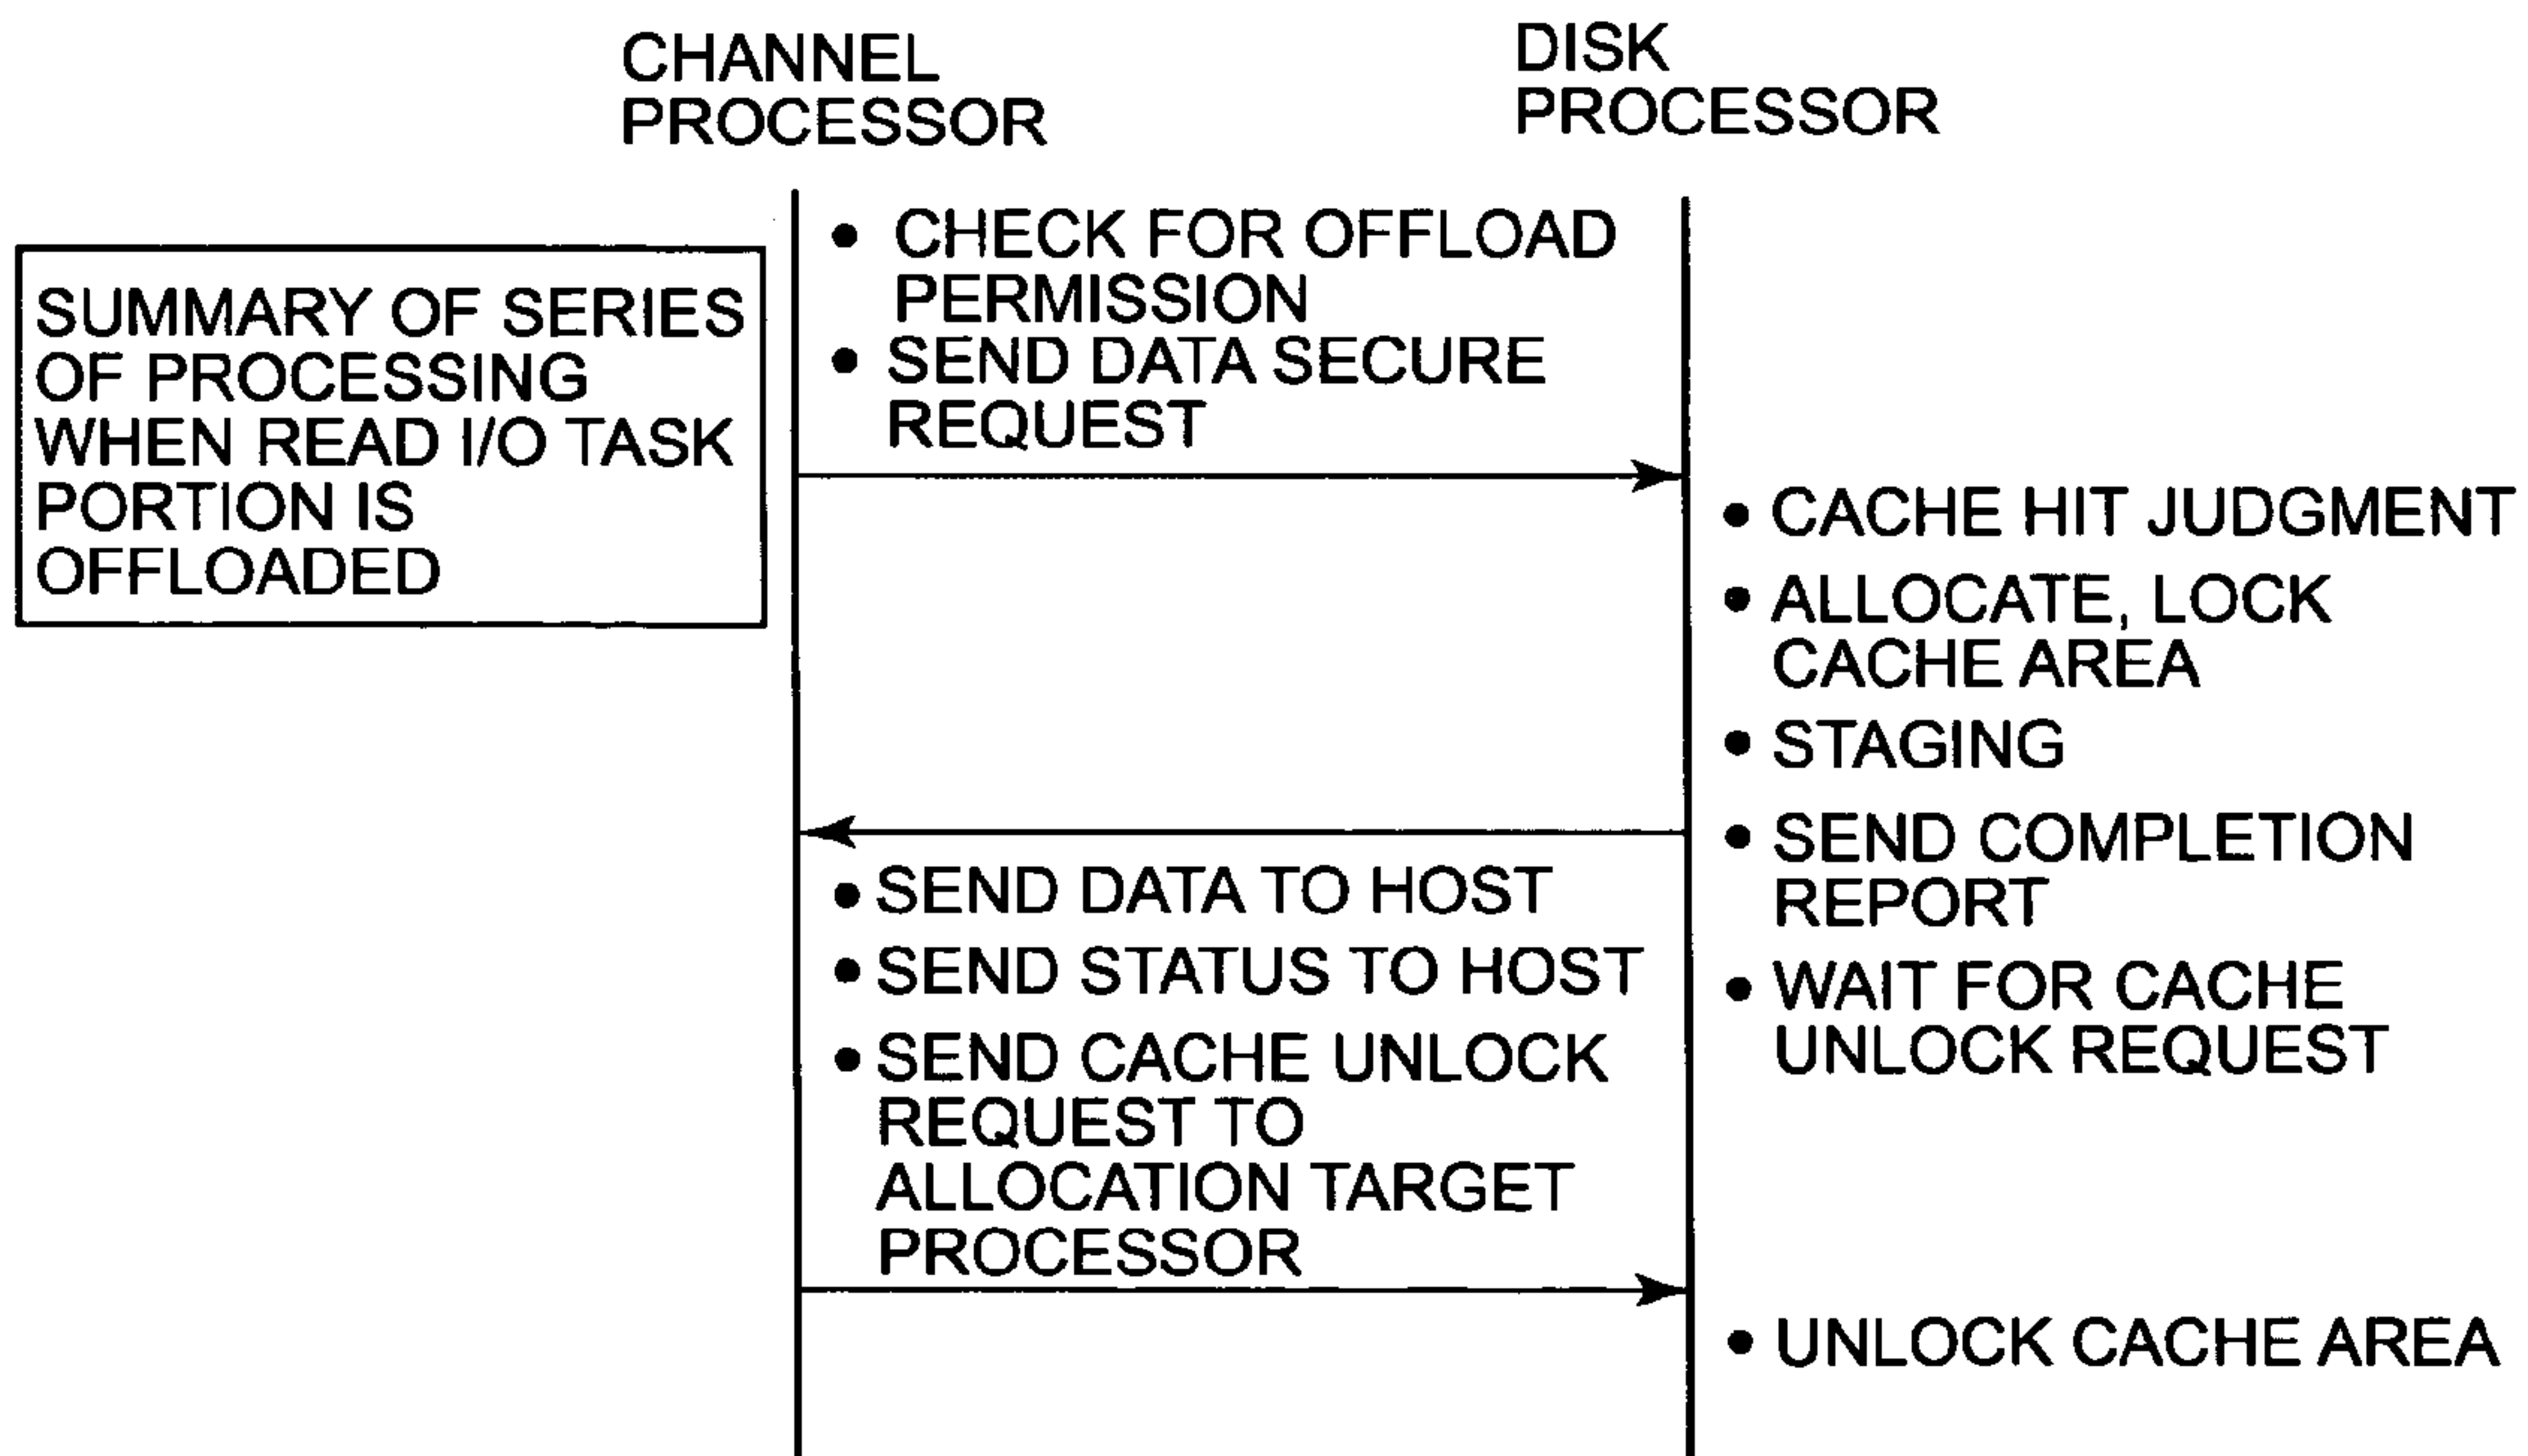 CHANNEL
PROCESSOR
DISK
PROCESSOR
SUMMARY OF SERIES
OF PROCESSING
WHEN READ I/O TASK
PORTION IS
OFFLOADED
• CHECK FOR OFFLOAD
PERMISSION
• SEND DATA SECURE
REQUEST
• CACHE HIT JUDGMENT
• ALLOCATE, LOCK
CACHE AREA
• STAGING
• SEND COMPLETION
REPORT
• WAIT FOR CACHE
UNLOCK REQUEST
• SEND DATA TO HOST
• SEND STATUS TO HOST
• SEND CACHE UNLOCK
REQUEST TO
ALLOCATION TARGET
PROCESSOR
• UNLOCK CACHE AREA